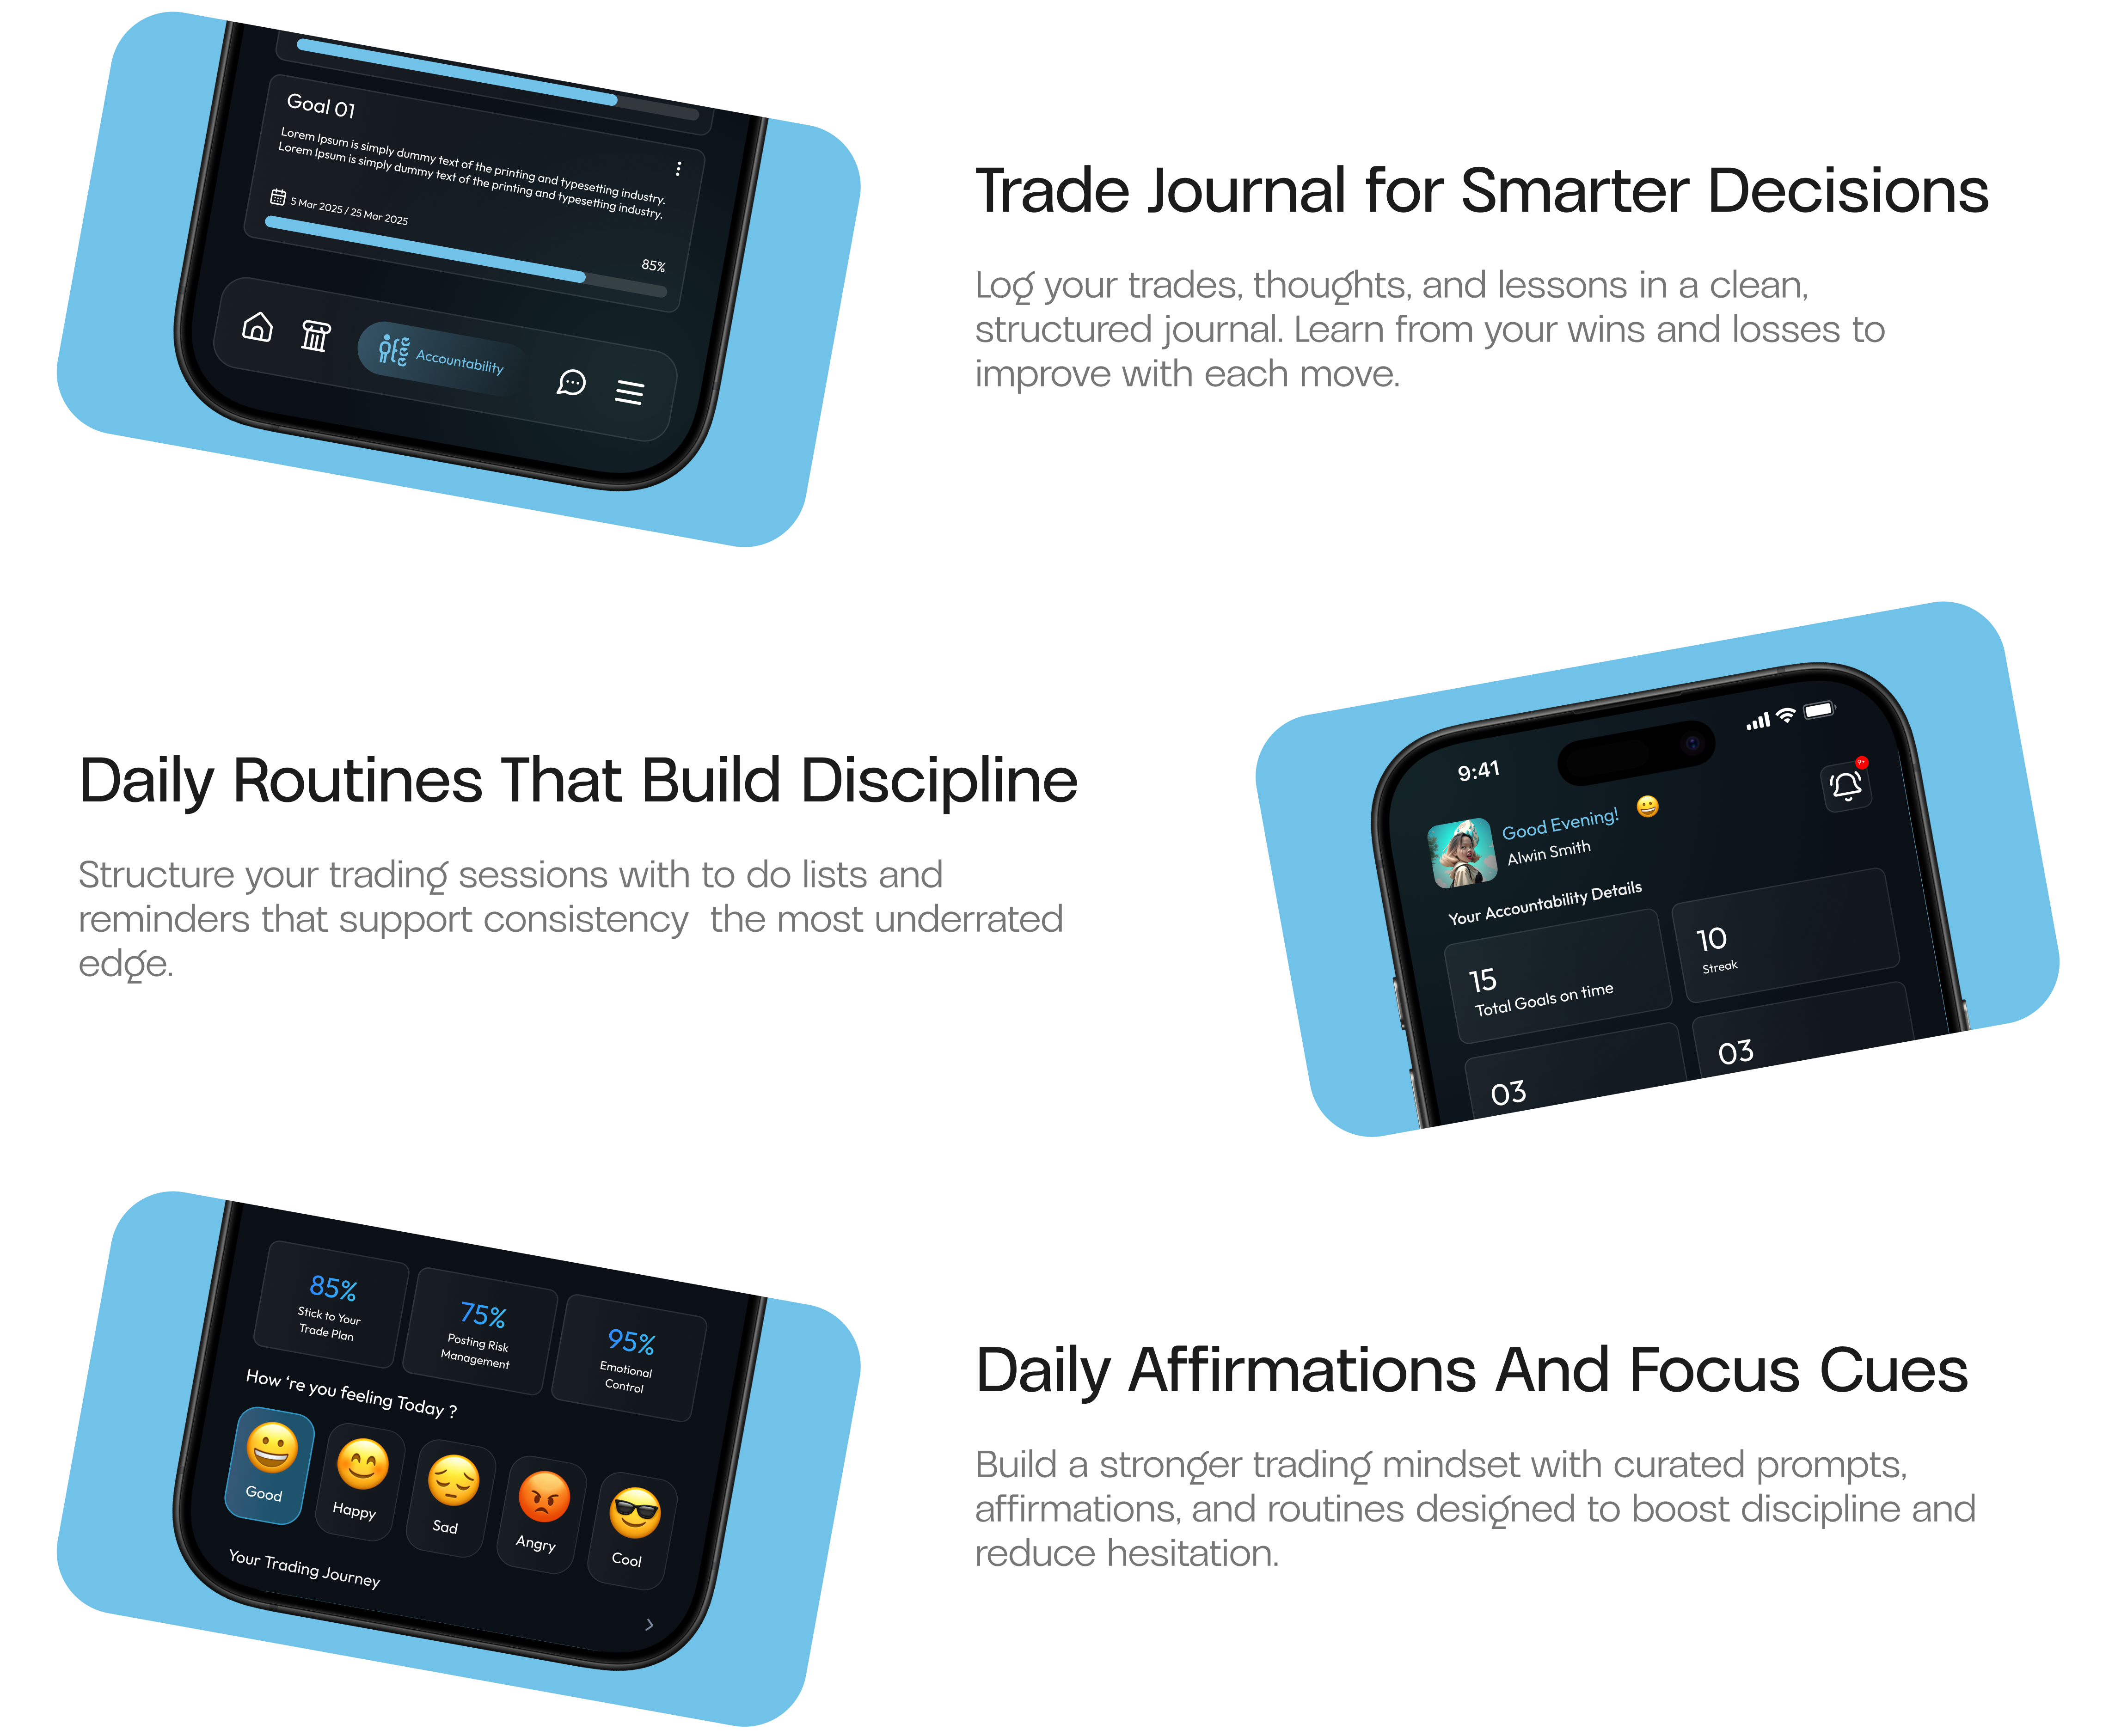 Goal 01
Lorem Ipsum is simply dummy text of the printing and typesetting industry.
Lorem Ipsum is simply dummy text of the printing and typesetting industry.
5 Mar 2025 / 25 Mar 2025
85%
Accountability
Trade Journal for Smarter Decisions
Log your trades, thoughts, and lessons in a clean,
structured journal. Learn from your wins and losses to
improve with each move.
Daily Routines That Build Discipline
Structure your trading sessions with to do lists and
reminders that support consistency  the most underrated
edge.
9:41
9+
Good Evening! 😀
Alwin Smith
Your Accountability Details
15
Total Goals on time
10
Streak
03
03
85%
Stick to Your
Trade Plan
75%
Posting Risk
Management
95%
Emotional
Control
How ‘re you feeling Today ?
Good
Happy
Sad
Angry
Cool
Your Trading Journey
Daily Affirmations And Focus Cues
Build a stronger trading mindset with curated prompts,
affirmations, and routines designed to boost discipline and
reduce hesitation.